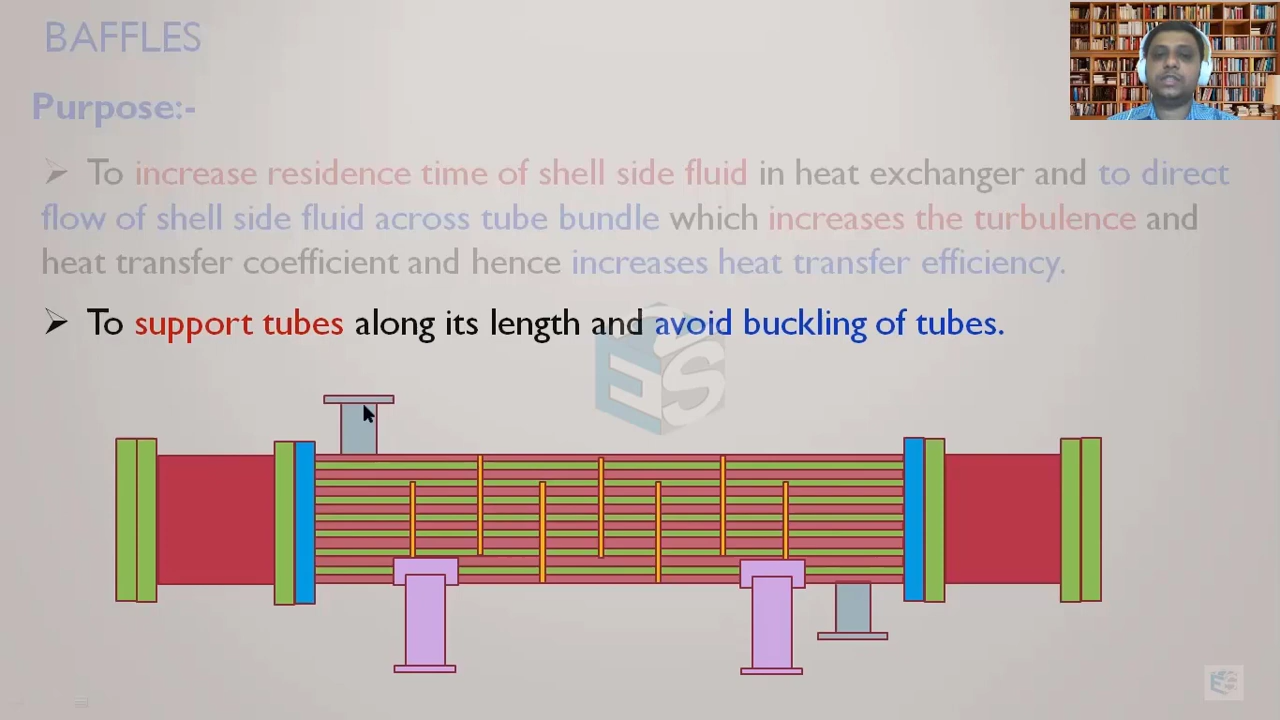 BAFFLES
Purpose:-
➢ To increase residence time of shell side fluid in heat exchanger and to direct
flow of shell side fluid across tube bundle which increases the turbulence and
heat transfer coefficient and hence increases heat transfer efficiency.
➢ To support tubes along its length and avoid buckling of tubes.
ES
ES